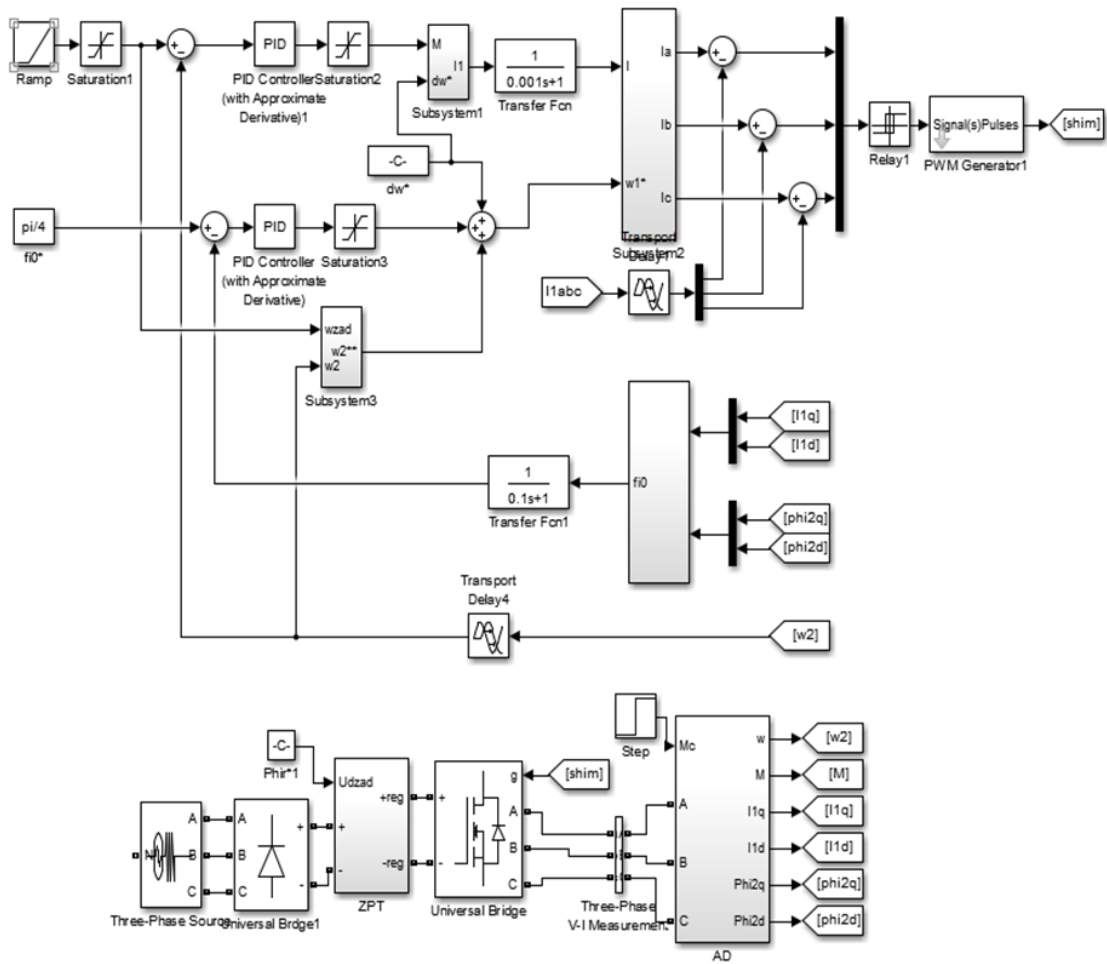 Ramp
Saturation1
+
-
PID
PID Controller
(with Approximate
Derivative)1
Saturation2
M
dw*
I1
Subsystem1
1
0.001s+1
Transfer Fcn
I
w1*
Ia
Ib
Ic
Subsystem2
+
-
+
-
+
-
Relay1
Signal(s)Pulses
PWM Generator1
[shim]
-C-
dw*
pi/4
fi0*
+
-
PID
PID Controller
(with Approximate
Derivative)
Saturation3
+
+
+
Transport
Delay1
I1abc
wzad
w2
w2**
Subsystem3
[I1q]
[I1d]
fi0
1
0.1s+1
Transfer Fcn1
[phi2q]
[phi2d]
Transport
Delay4
[w2]
-C-
Phir*1
N
A
B
C
Three-Phase Source
A
B
C
+
-
Universal Brdge1
Udzad
+
-
+reg
-reg
ZPT
+
-
g
A
B
C
Universal Bridge
[shim]
Three-Phase
V-I Measurement
Step
Mc
A
B
C
w
M
I1q
I1d
Phi2q
Phi2d
AD
[w2]
[M]
[I1q]
[I1d]
[phi2q]
[phi2d]